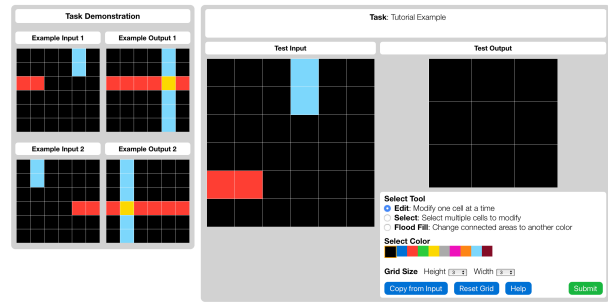 Task Demonstration
Example Input 1
Example Output 1
Example Input 2
Example Output 2
Task: Tutorial Example
Test Input
Test Output
Select Tool
Edit: Modify one cell at a time
Select: Select multiple cells to modify
Flood Fill: Change connected areas to another color
Select Color
Grid Size Height 3 Width 3
Copy from Input Reset Grid Help Submit